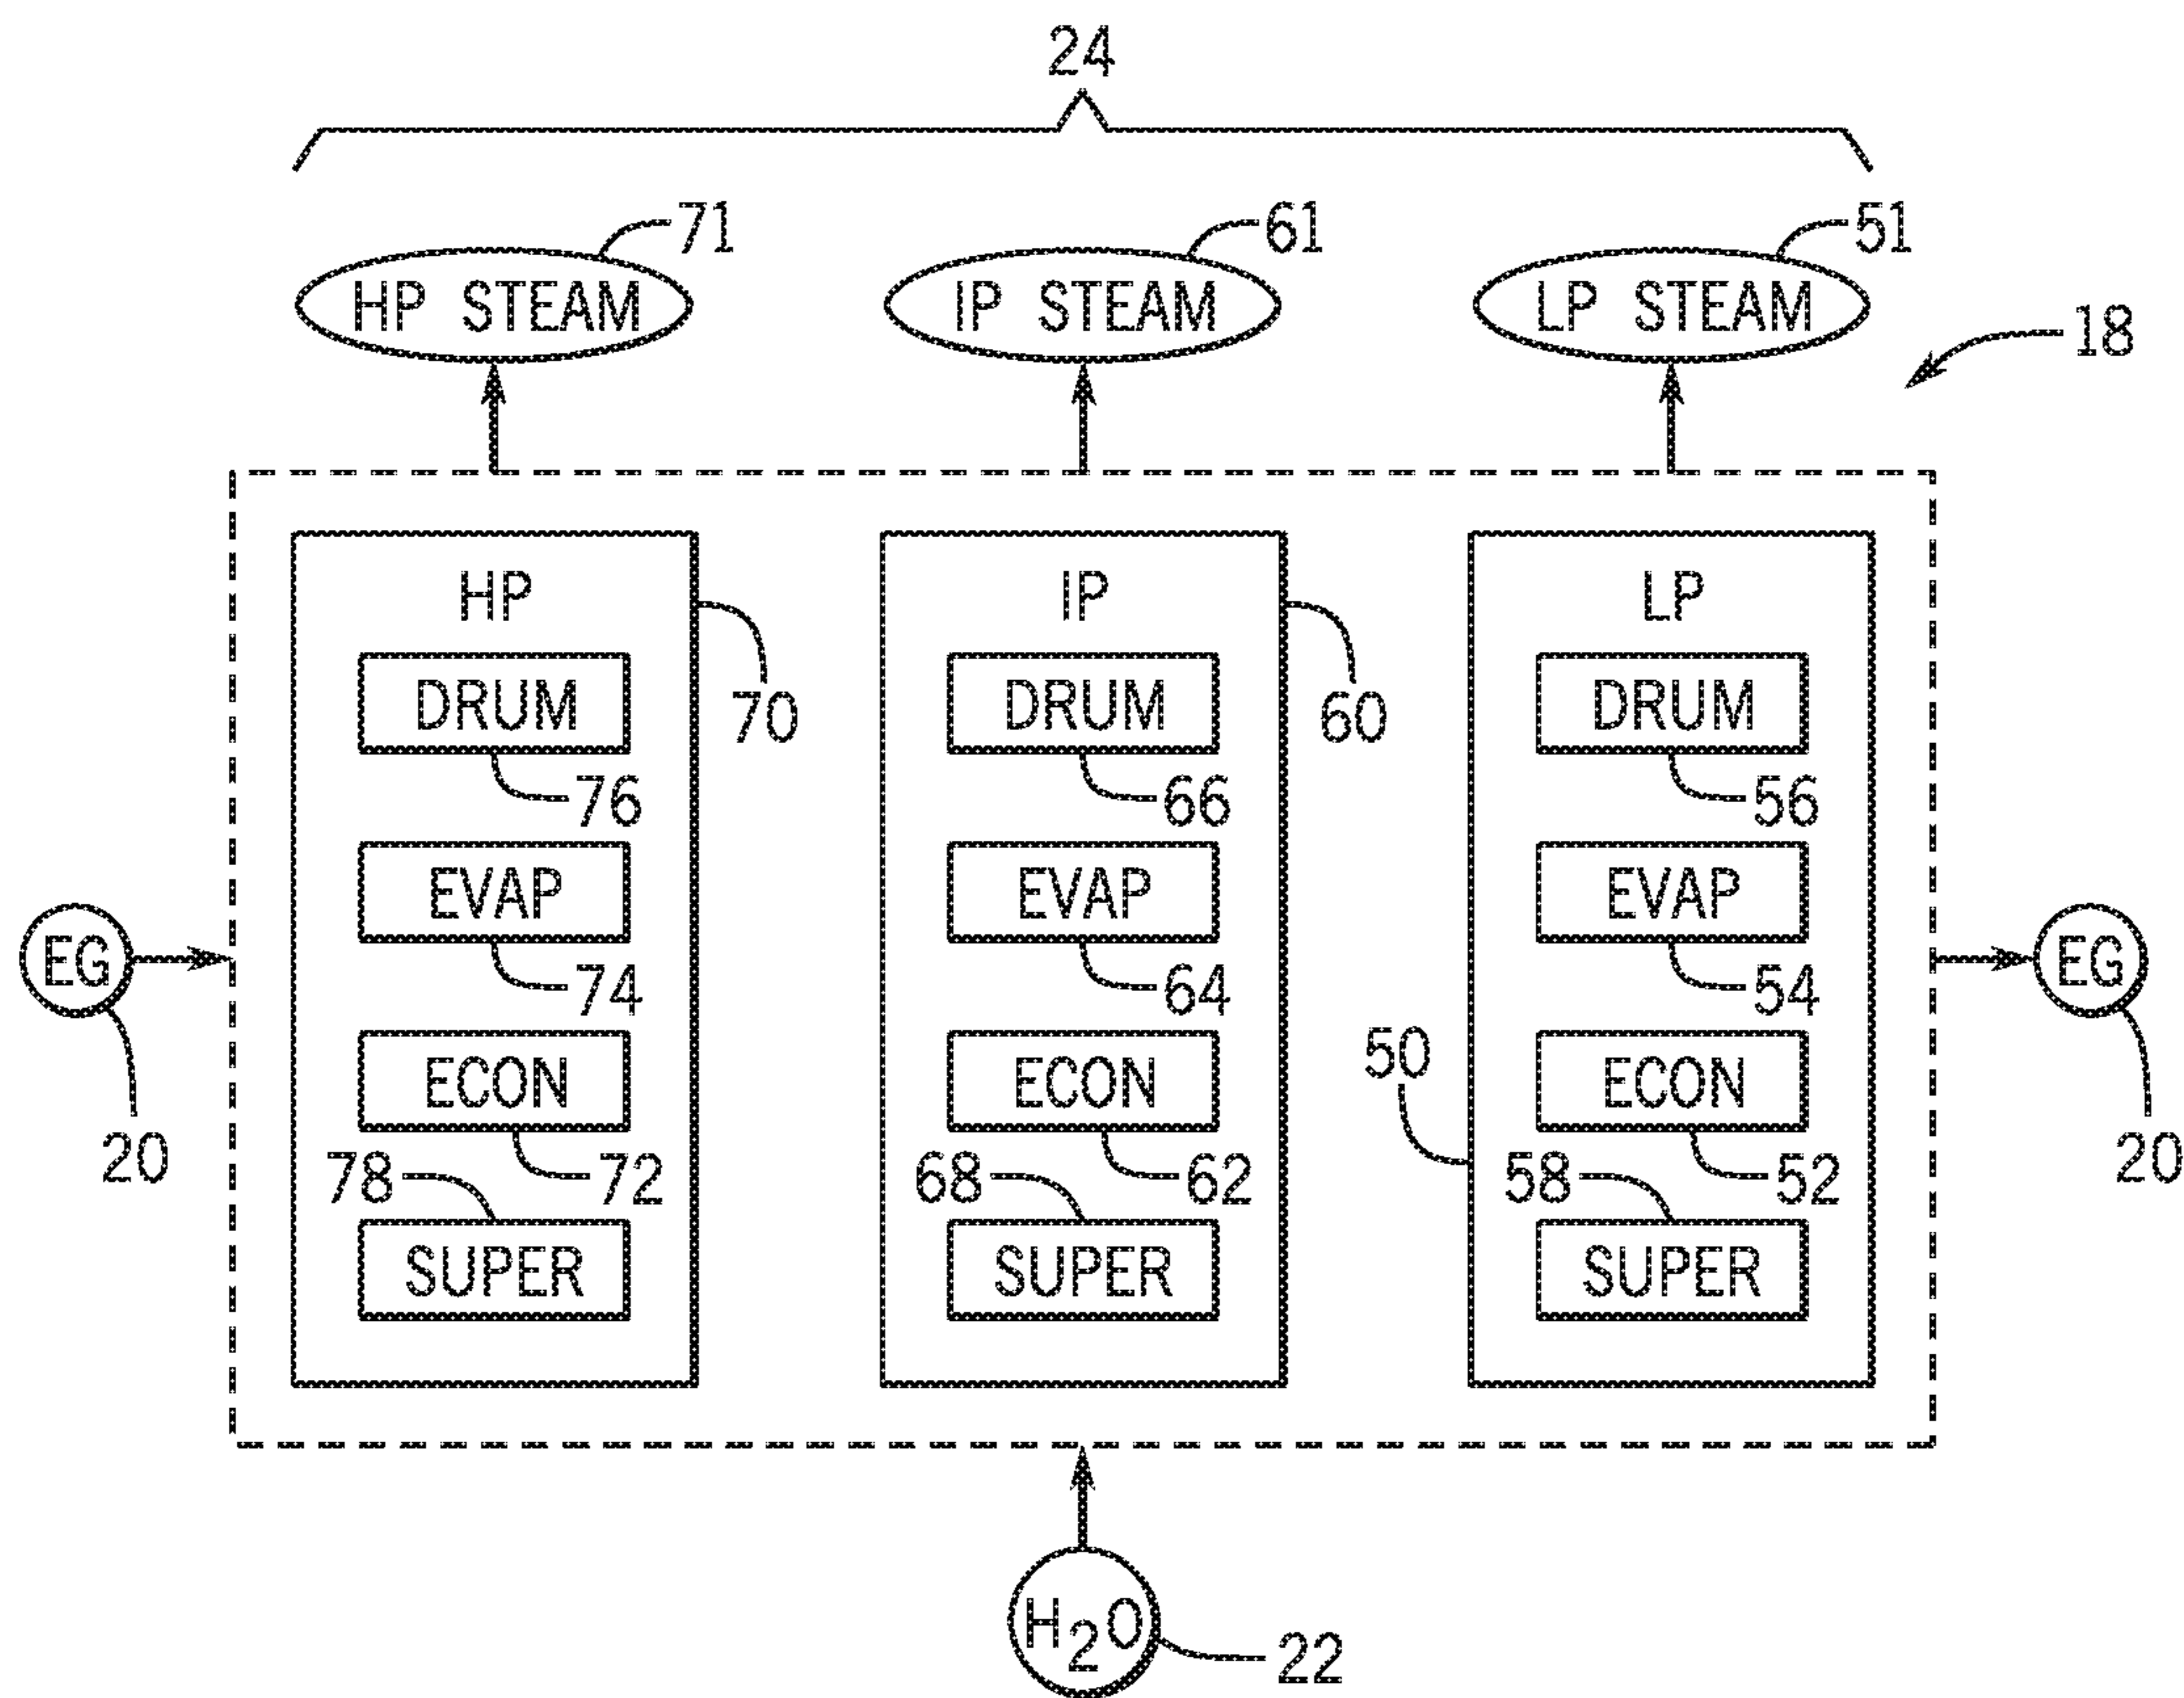 24
71 61 51
HP STEAM IP STEAM LP STEAM
18
HP IP LP
DRUM DRUM DRUM
70 60
76 66 56
EVAP EVAP EVAP
EG EG
74 64 54
50
ECON ECON ECON
20 20
78 72 68 62 58 52
SUPER SUPER SUPER
H2O
22